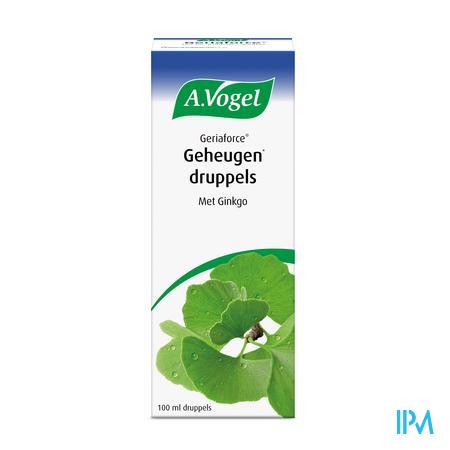 A.Vogel
Geriaforce®
Geheugen*
druppels
Met Ginkgo
100 ml druppels
IPM